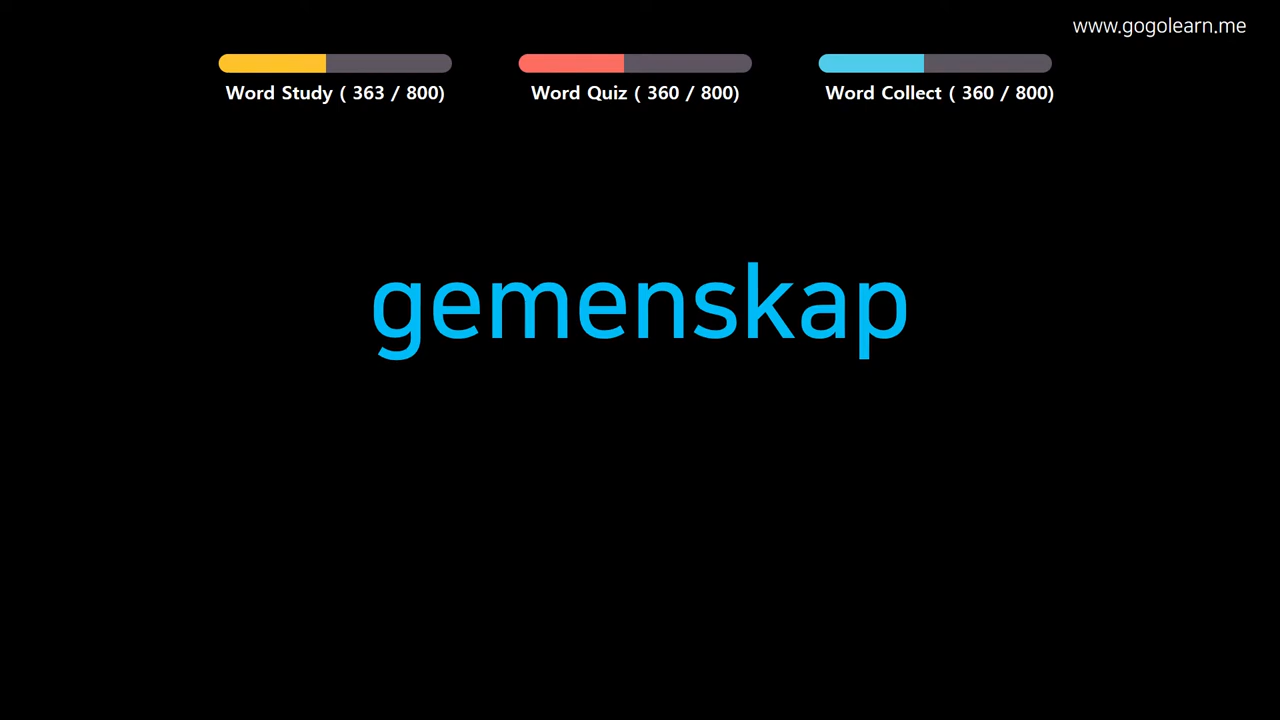 www.gogolearn.me
Word Study ( 363 / 800)
Word Quiz ( 360 / 800)
Word Collect ( 360 / 800)
gemenskap